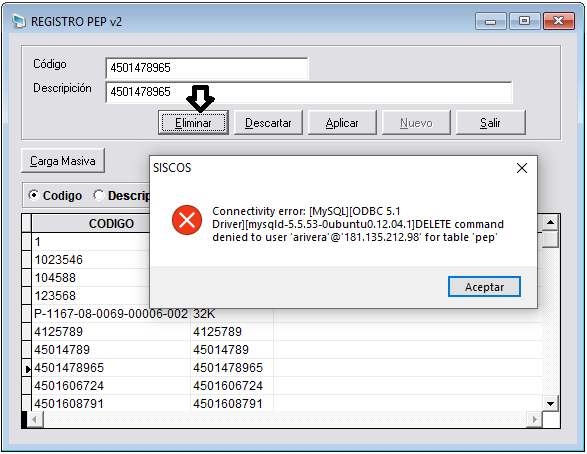 REGISTRO PEP v2
Código
4501478965
Descripición
4501478965
Eliminar
Descartar
Aplicar
Nuevo
Salir
Carga Masiva
SISCOS
Connectivity error: [MySQL][ODBC 5.1
Driver][mysqld-5.5.53-0ubuntu0.12.04.1]DELETE command
denied to user 'arivera'@'181.135.212.98' for table 'pep'
Aceptar
Codigo
Descrip
CODIGO
1
1023546
104588
123568
P-1167-08-0069-00006-002 32K
4125789 4125789
45014789 45014789
4501478965 4501478965
4501606724 4501606724
4501608791 4501608791